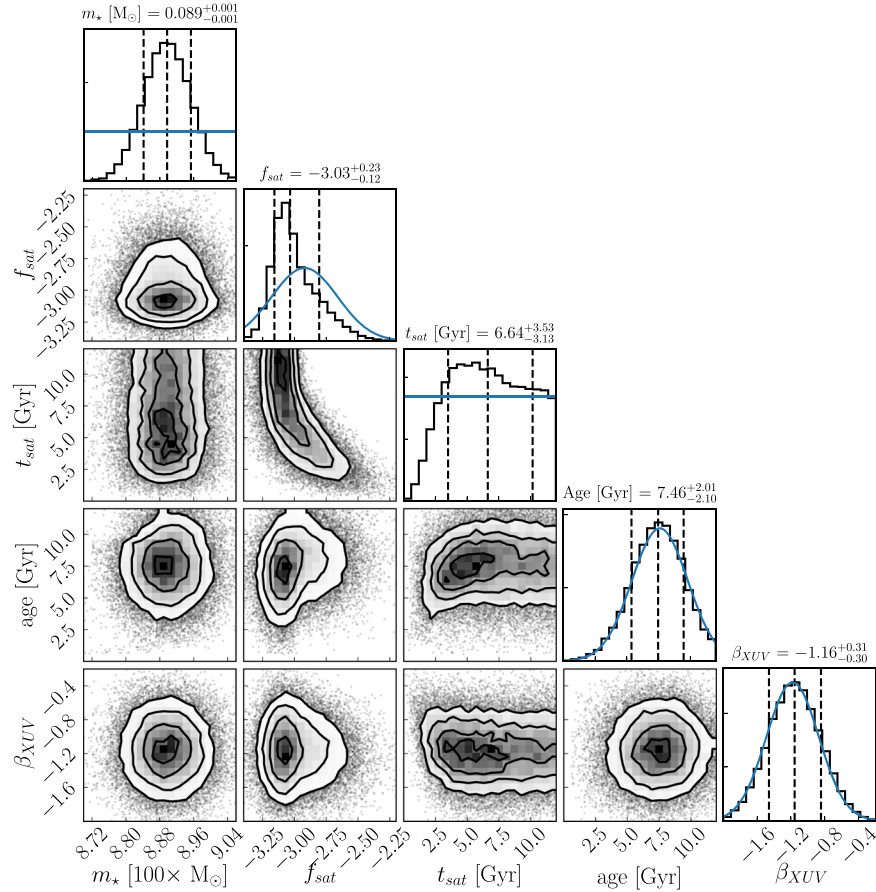 m⋆ [M⊙] = 0.089+0.001 −0.001
fsat = −3.03+0.23 −0.12
tsat [Gyr] = 6.64+3.53 −3.13
Age [Gyr] = 7.46+2.01 −2.10
βXUV = −1.16+0.31 −0.30
fsat
−2.25
−2.50
−2.75
−3.00
−3.25
tsat [Gyr]
10.0
7.5
5.0
2.5
age [Gyr]
10.0
7.5
5.0
2.5
βXUV
−0.4
−0.8
−1.2
−1.6
8.72 8.80 8.88 8.96 9.04
m⋆ [100× M⊙]
−3.25 −3.00 −2.75 −2.50 −2.25
fsat
2.5 5.0 7.5 10.0
tsat [Gyr]
2.5 5.0 7.5 10.0
age [Gyr]
−1.6 −1.2 −0.8 −0.4
βXUV